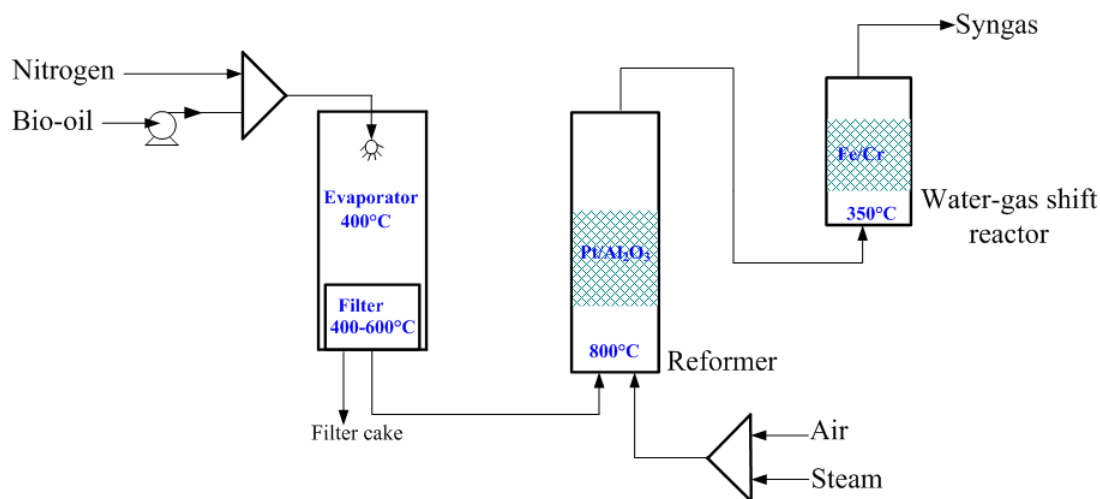 Nitrogen
Bio-oil
Evaporator
400°C
Filter
400-600°C
Filter cake
Pt/Al₂O₃
800°C
Reformer
Air
Steam
Syngas
Fe/Cr
350°C
Water-gas shift
reactor